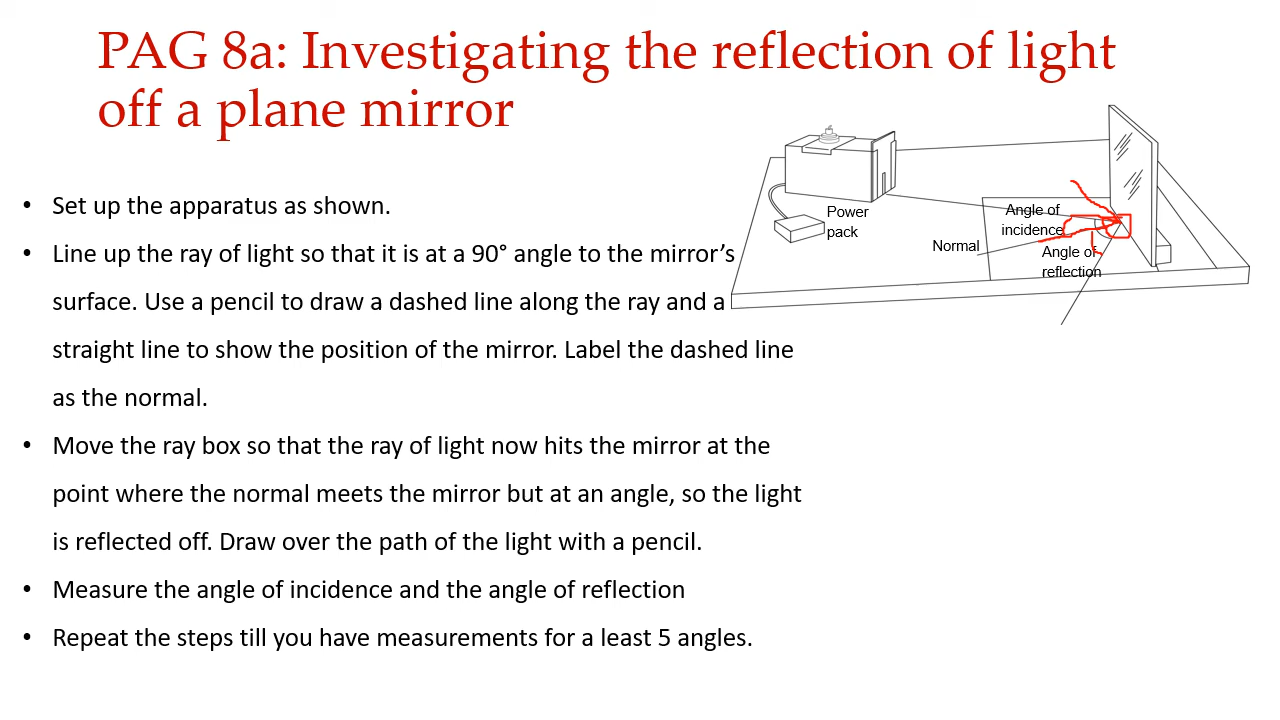 PAG 8a: Investigating the reflection of light
off a plane mirror
• Set up the apparatus as shown.
• Line up the ray of light so that it is at a 90° angle to the mirror’s
surface. Use a pencil to draw a dashed line along the ray and a
straight line to show the position of the mirror. Label the dashed line
as the normal.
• Move the ray box so that the ray of light now hits the mirror at the
point where the normal meets the mirror but at an angle, so the light
is reflected off. Draw over the path of the light with a pencil.
• Measure the angle of incidence and the angle of reflection
• Repeat the steps till you have measurements for a least 5 angles.
Power
pack
Normal
Angle of
incidence
Angle of
reflection